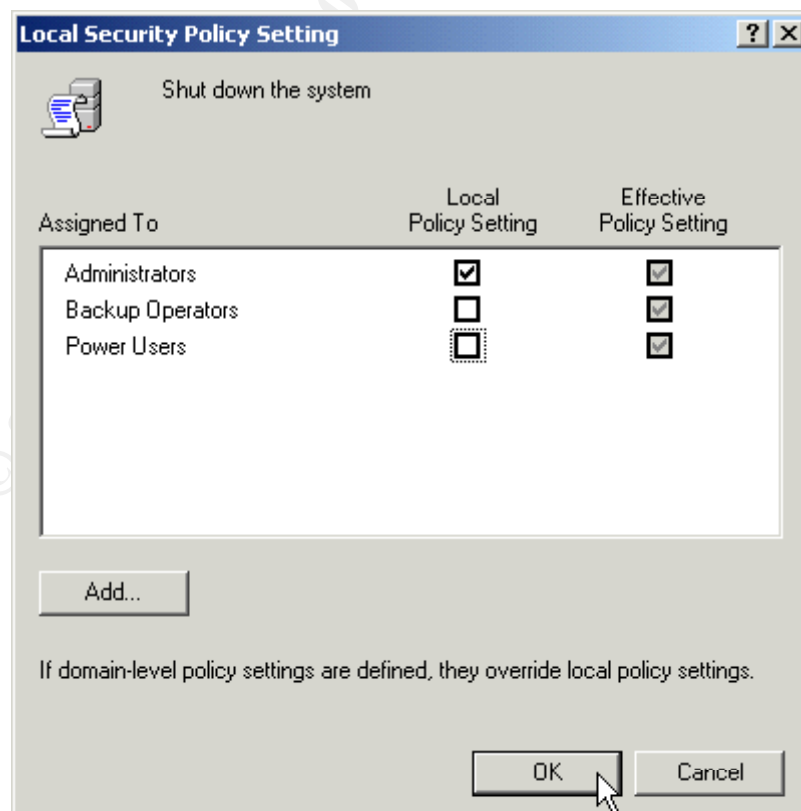 Local Security Policy Setting
Shut down the system
Assigned To
Local
Policy Setting
Effective
Policy Setting
Administrators
Backup Operators
Power Users
Add...
If domain-level policy settings are defined, they override local policy settings.
OK
Cancel